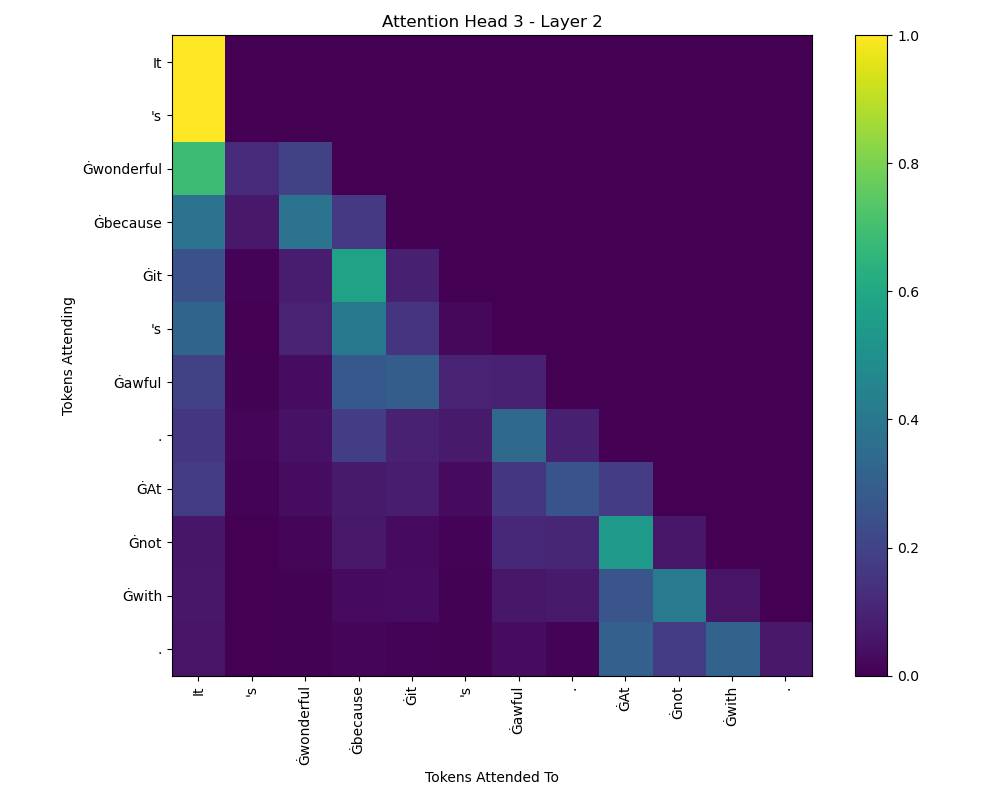 Attention Head 3 - Layer 2
It
's
Ġwonderful
Ġbecause
Ġit
's
Ġawful
.
ĠAt
Ġnot
Ġwith
.
Tokens Attending
It
's
Ġwonderful
Ġbecause
Ġit
's
Ġawful
.
ĠAt
Ġnot
Ġwith
.
Tokens Attended To
1.0
0.8
0.6
0.4
0.2
0.0